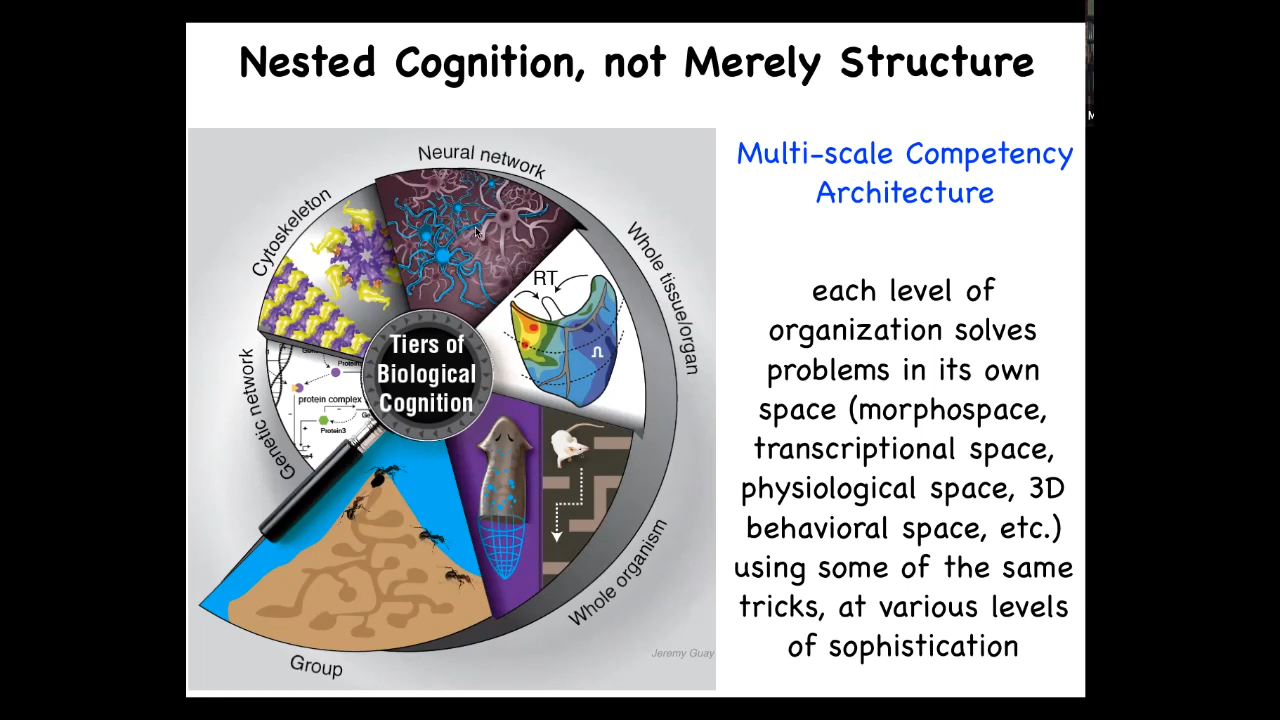 Nested Cognition, not Merely Structure
M
Neural network
Cytoskeleton
Whole tissue/organ
RT
Tiers of
Biological
Cognition
Genetic network
protein complex
Protein3
Whole organism
Group
Jeremy Guay
Multi-scale Competency
Architecture
each level of
organization solves
problems in its own
space (morphospace,
transcriptional space,
physiological space, 3D
behavioral space, etc.)
using some of the same
tricks, at various levels
of sophistication